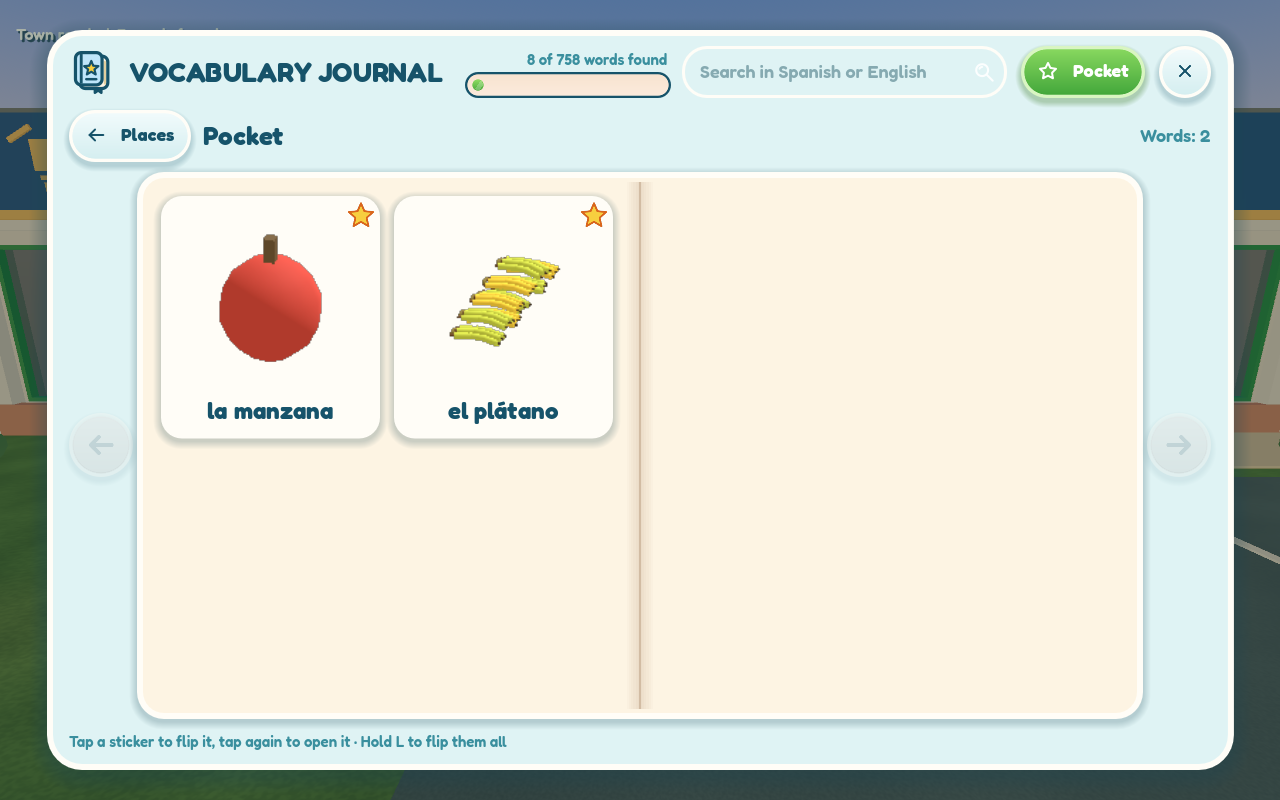 Town
VOCABULARY JOURNAL
8 of 758 words found
Search in Spanish or English
Pocket
Places
Pocket
Words: 2
la manzana
el plátano
Tap a sticker to flip it, tap again to open it · Hold L to flip them all